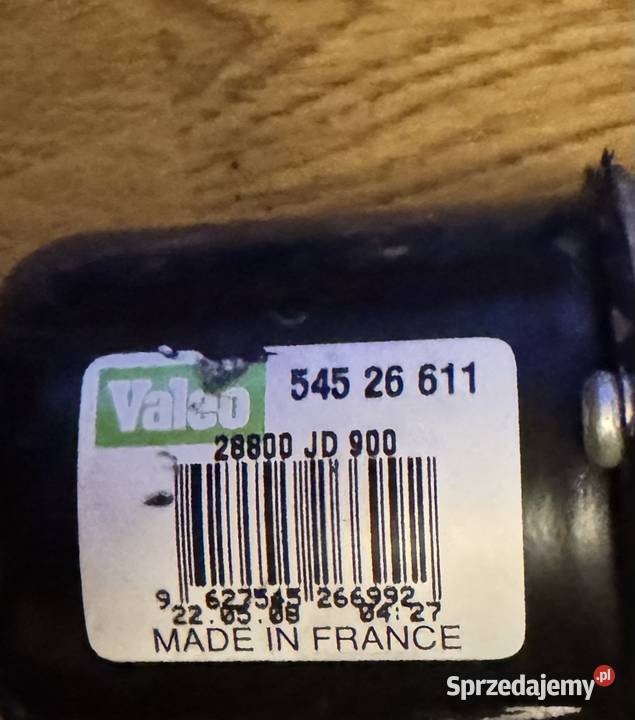 Valeo
545 26 611
28800 JD 900
9 627545 266992
22.05.08 04:27
MADE IN FRANCE
Sprzedajemy.pl